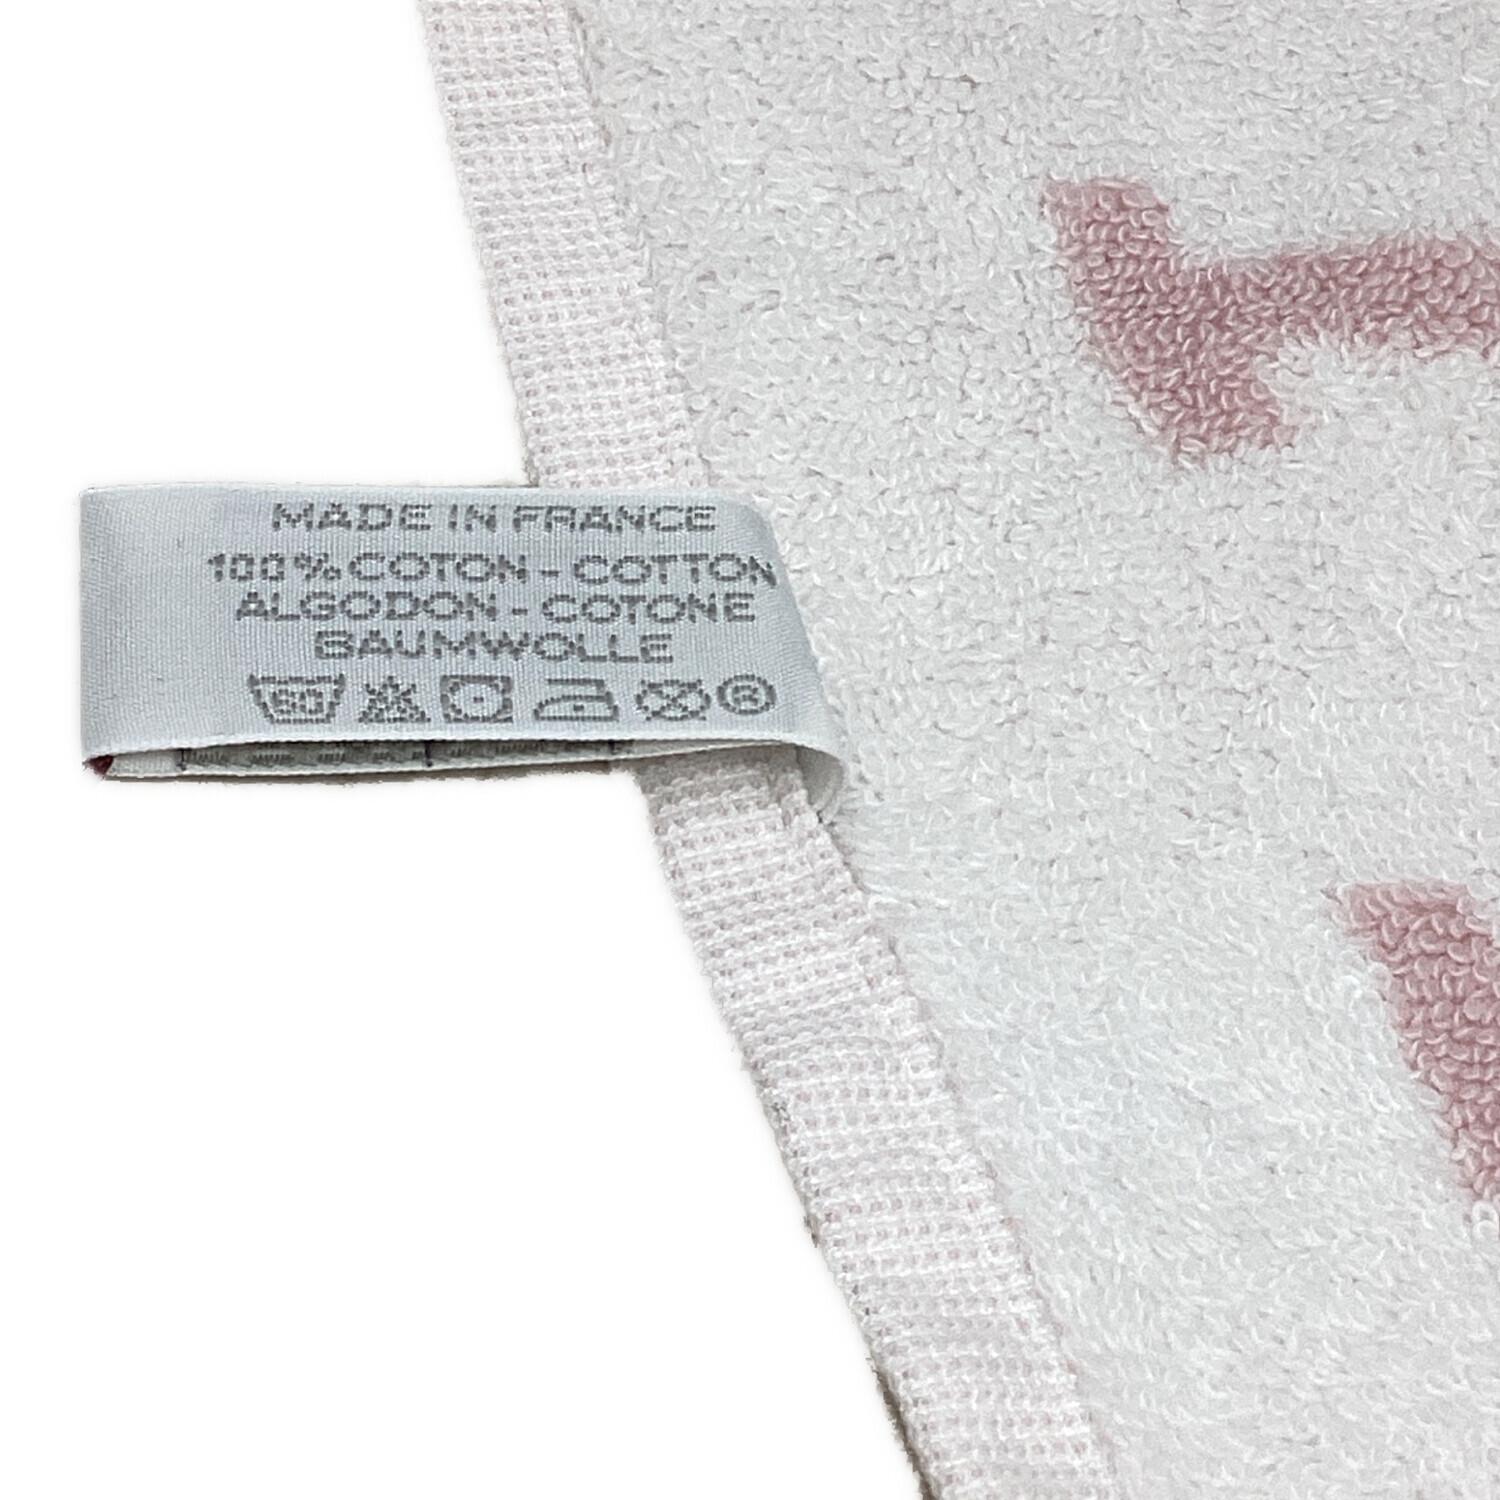 MADE IN FRANCE
100% COTON - COTTON
ALGODON - COTONE
BAUMWOLLE
®